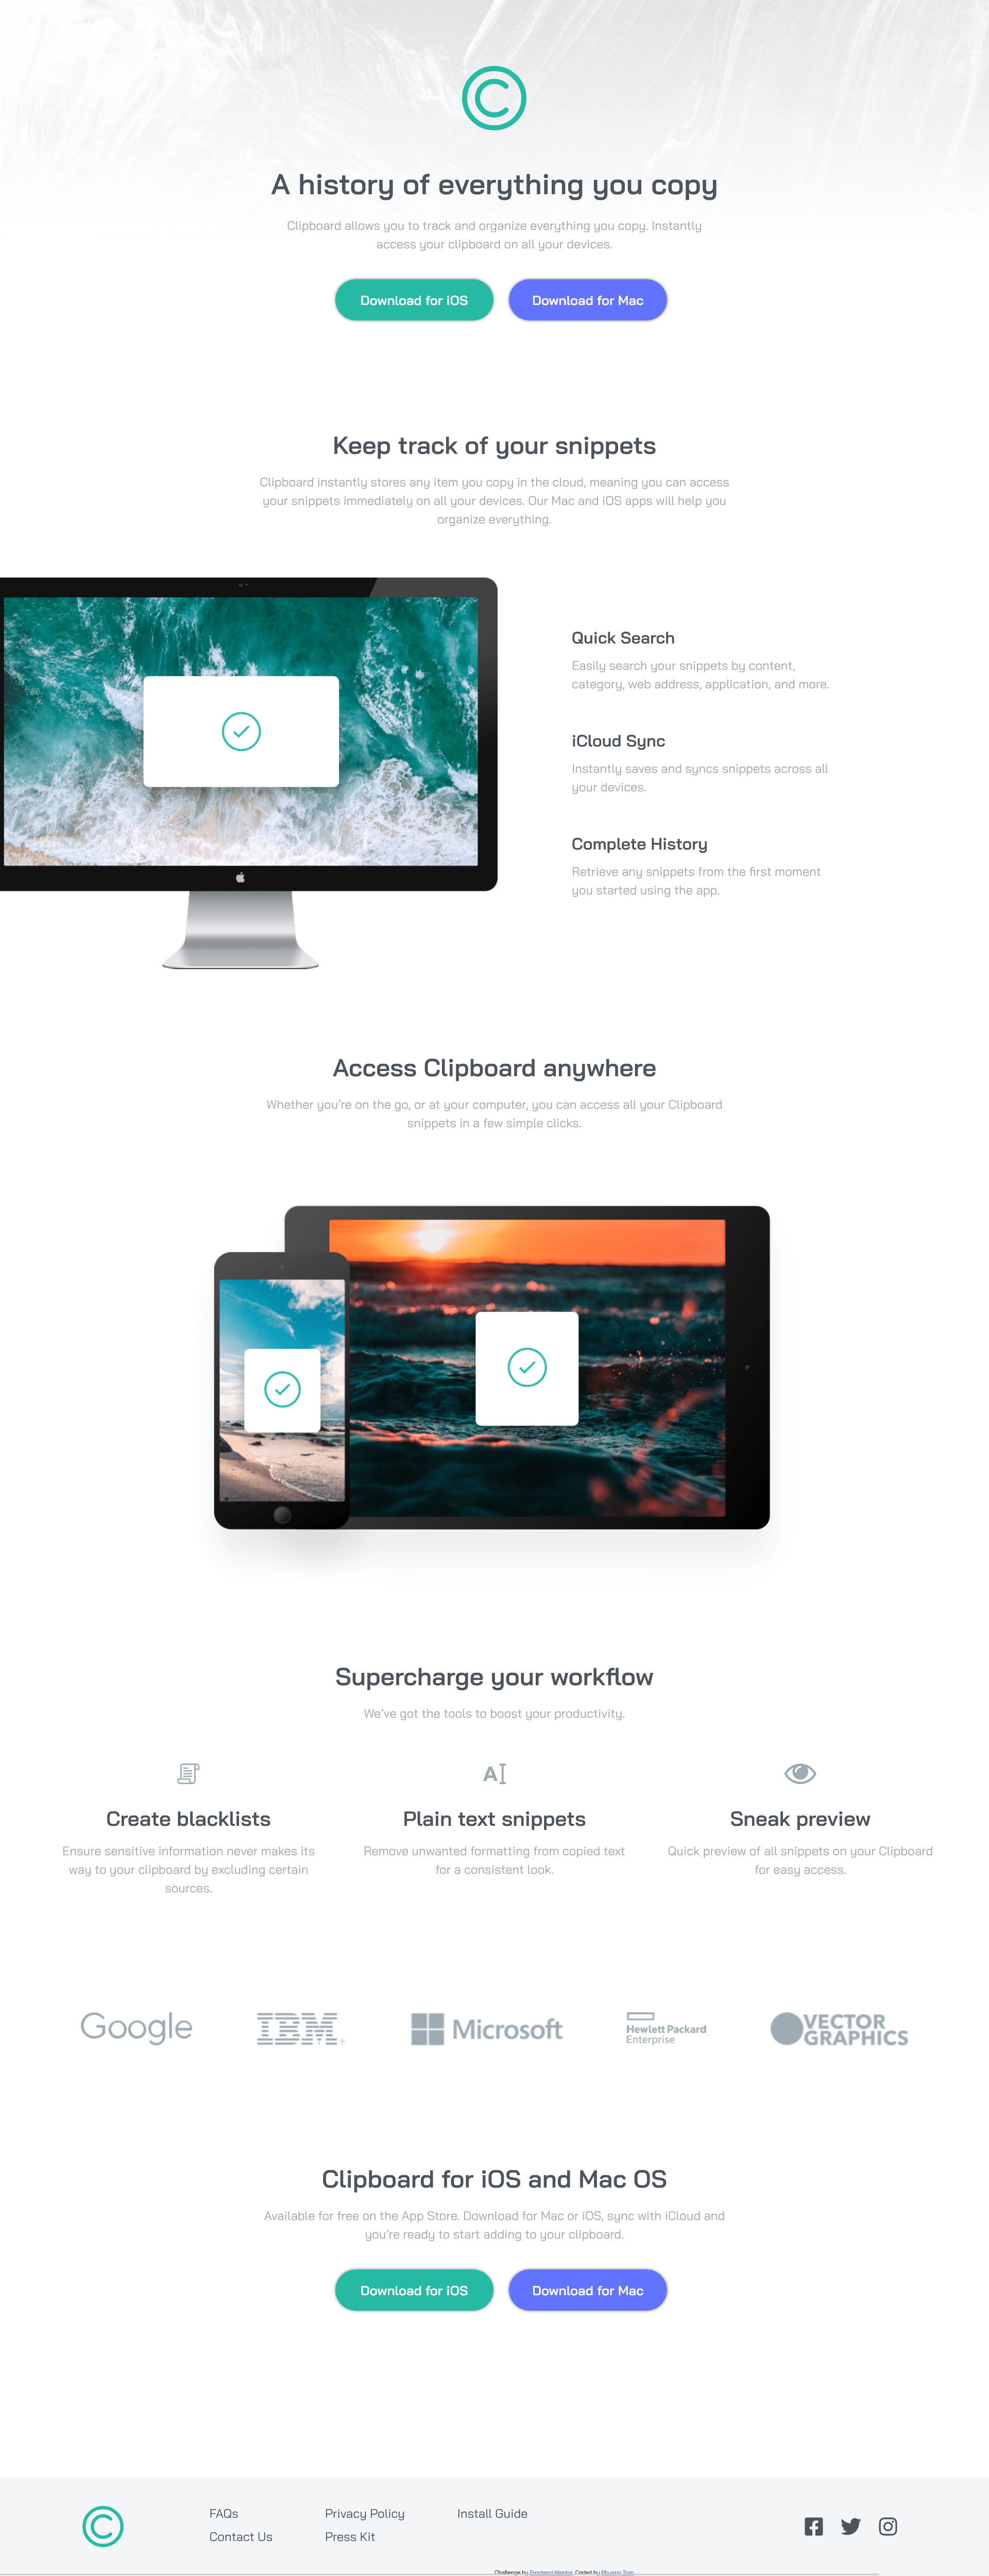 A history of everything you copy
Clipboard allows you to track and organize everything you copy. Instantly
access your clipboard on all your devices.
Download for iOS
Download for Mac
Keep track of your snippets
Clipboard instantly stores any item you copy in the cloud, meaning you can access
your snippets immediately on all your devices. Our Mac and iOS apps will help you
organize everything.
Quick Search
Easily search your snippets by content,
category, web address, application, and more.
iCloud Sync
Instantly saves and syncs snippets across all
your devices.
Complete History
Retrieve any snippets from the first moment
you started using the app.
Access Clipboard anywhere
Whether you’re on the go, or at your computer, you can access all your Clipboard
snippets in a few simple clicks.
Supercharge your workflow
We’ve got the tools to boost your productivity.
Create blacklists
Ensure sensitive information never makes its
way to your clipboard by excluding certain
sources.
Plain text snippets
Remove unwanted formatting from copied text
for a consistent look.
Sneak preview
Quick preview of all snippets on your Clipboard
for easy access.
Google
IBM
Microsoft
Hewlett Packard
Enterprise
VECTOR
GRAPHICS
Clipboard for iOS and Mac OS
Available for free on the App Store. Download for Mac or iOS, sync with iCloud and
you’re ready to start adding to your clipboard.
Download for iOS
Download for Mac
FAQs
Contact Us
Privacy Policy
Press Kit
Install Guide
Challenge by Frontend Mentor. Coded by